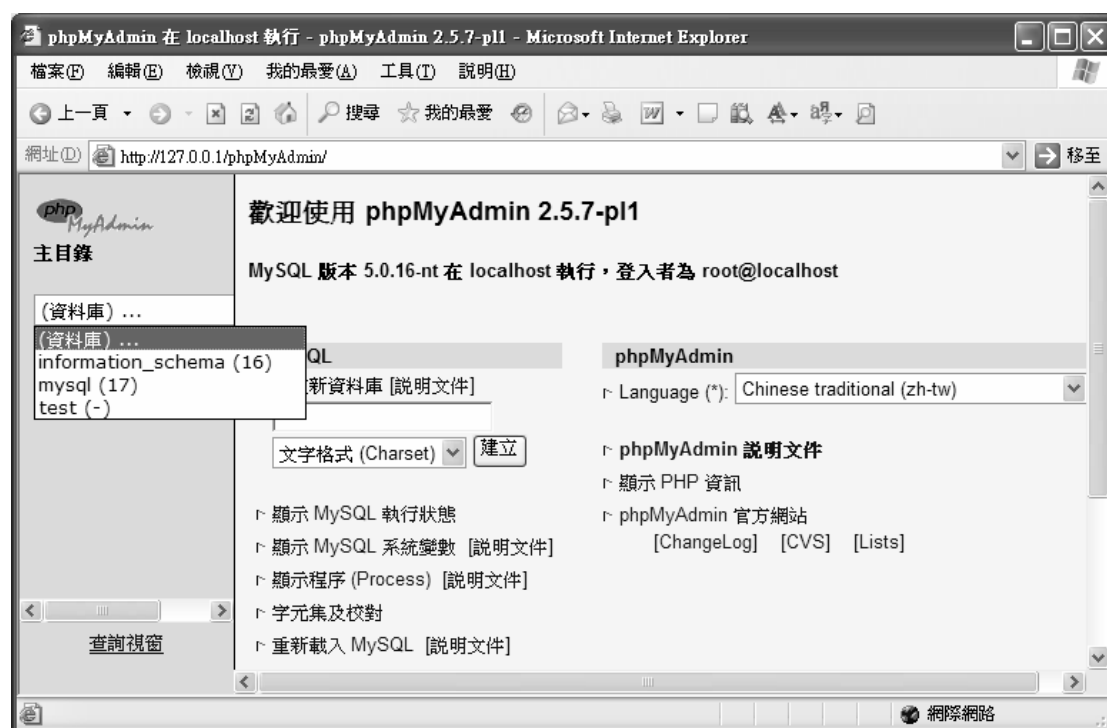 phpMyAdmin 在 localhost 執行 - phpMyAdmin 2.5.7-pl1 - Microsoft Internet Explorer
檔案(F) 編輯(E) 檢視(V) 我的最愛(A) 工具(T) 說明(H)
上一頁 搜尋 我的最愛
網址(D) http://127.0.0.1/phpMyAdmin/ 移至
php
MyAdmin
主目錄
(資料庫) ...
(資料庫) ...
information_schema (16)
mysql (17)
test (-)
查詢視窗
歡迎使用 phpMyAdmin 2.5.7-pl1
MySQL 版本 5.0.16-nt 在 localhost 執行，登入者為 root@localhost
QL
新資料庫 [說明文件]
文字格式 (Charset) 建立
顯示 MySQL 執行狀態
顯示 MySQL 系統變數 [說明文件]
顯示程序 (Process) [說明文件]
字元集及校對
重新載入 MySQL [說明文件]
phpMyAdmin
Language (*): Chinese traditional (zh-tw)
phpMyAdmin 說明文件
顯示 PHP 資訊
phpMyAdmin 官方網站
[ChangeLog] [CVS] [Lists]
網際網路